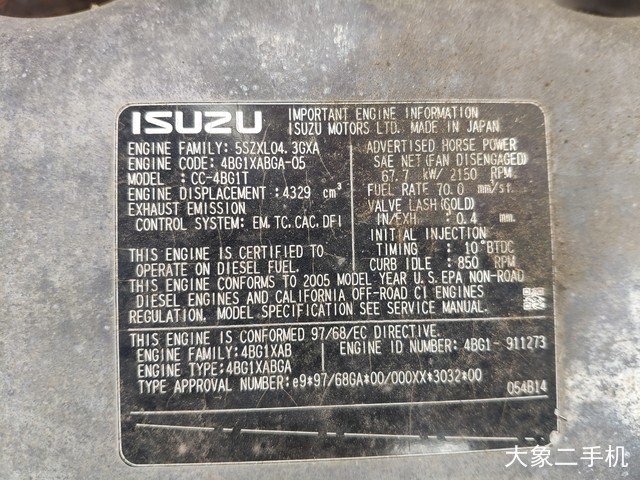 ISUZU
IMPORTANT ENGINE INFORMATION
ISUZU MOTORS LTD. MADE IN JAPAN
ENGINE FAMILY: 5SZXL04.3GXA
ENGINE CODE: 4BG1XABGA-05
MODEL : CC-4BG1T
ENGINE DISPLACEMENT: 4329 cm³
EXHAUST EMISSION
CONTROL SYSTEM: EM, TC, CAC, DFI
THIS ENGINE IS CERTIFIED TO
OPERATE ON DIESEL FUEL.
ADVERTISED HORSE POWER
SAE NET(FAN DISENGAGED)
67.7 kW/ 2150 RPM
FUEL RATE 70.0 mm³/st.
VALVE LASH(COLD)
IN/EXH : 0.4 mm.
INITIAL INJECTION
TIMING : 10°BTDC
CURB IDLE : 850 RPM
THIS ENGINE CONFORMS TO 2005 MODEL YEAR U.S. EPA NON-ROAD
DIESEL ENGINES AND CALIFORNIA OFF-ROAD CI ENGINES
REGULATION. MODEL SPECIFICATION SEE SERVICE MANUAL.
THIS ENGINE IS CONFORMED 97/68/EC DIRECTIVE.
ENGINE FAMILY:4BG1XAB
ENGINE ID NUMBER: 4BG1- 911273
ENGINE TYPE:4BG1XABGA
TYPE APPROVAL NUMBER:e9*97/68GA*00/000XX*3032*00
054B14
大象二手机